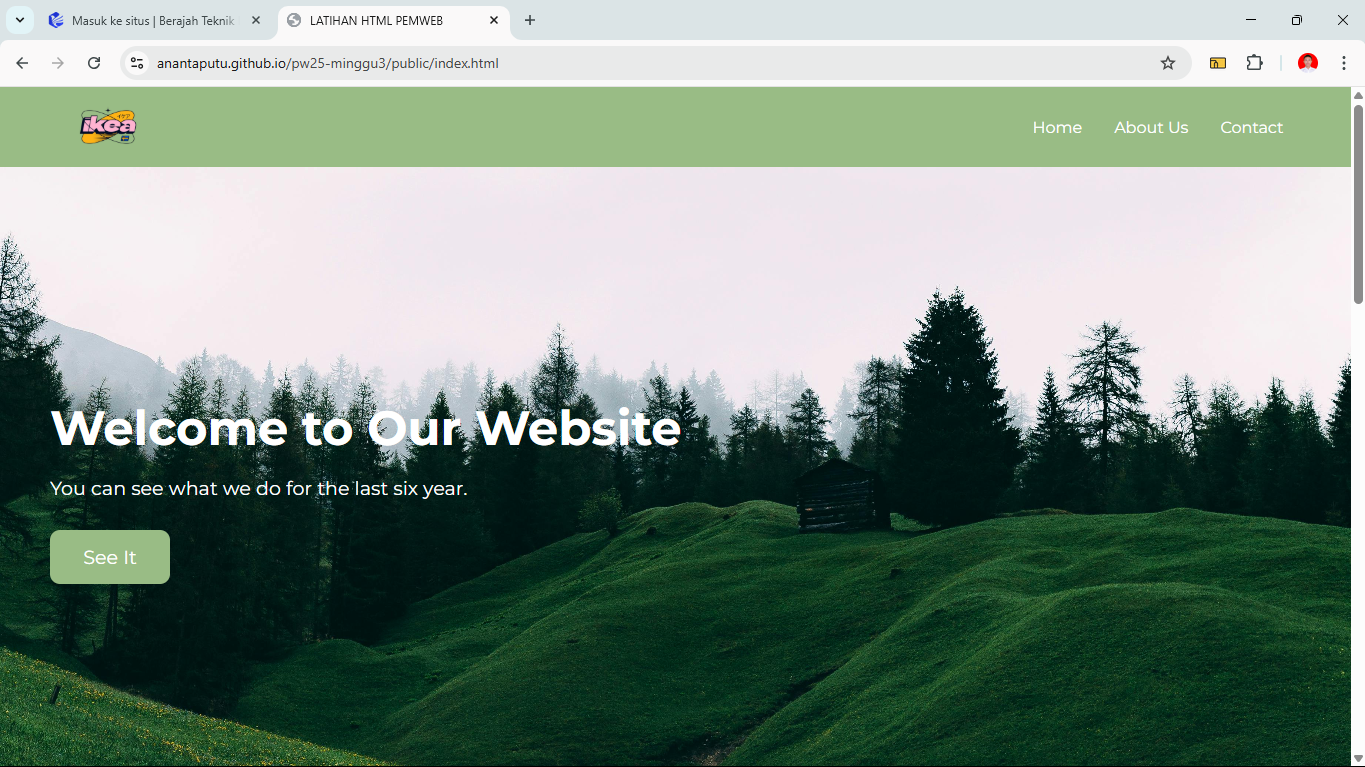 Masuk ke situs | Berajah Teknik
LATIHAN HTML PEMWEB
anantaputu.github.io/pw25-minggu3/public/index.html
ikea
Home
About Us
Contact
Welcome to Our Website
You can see what we do for the last six year.
See It